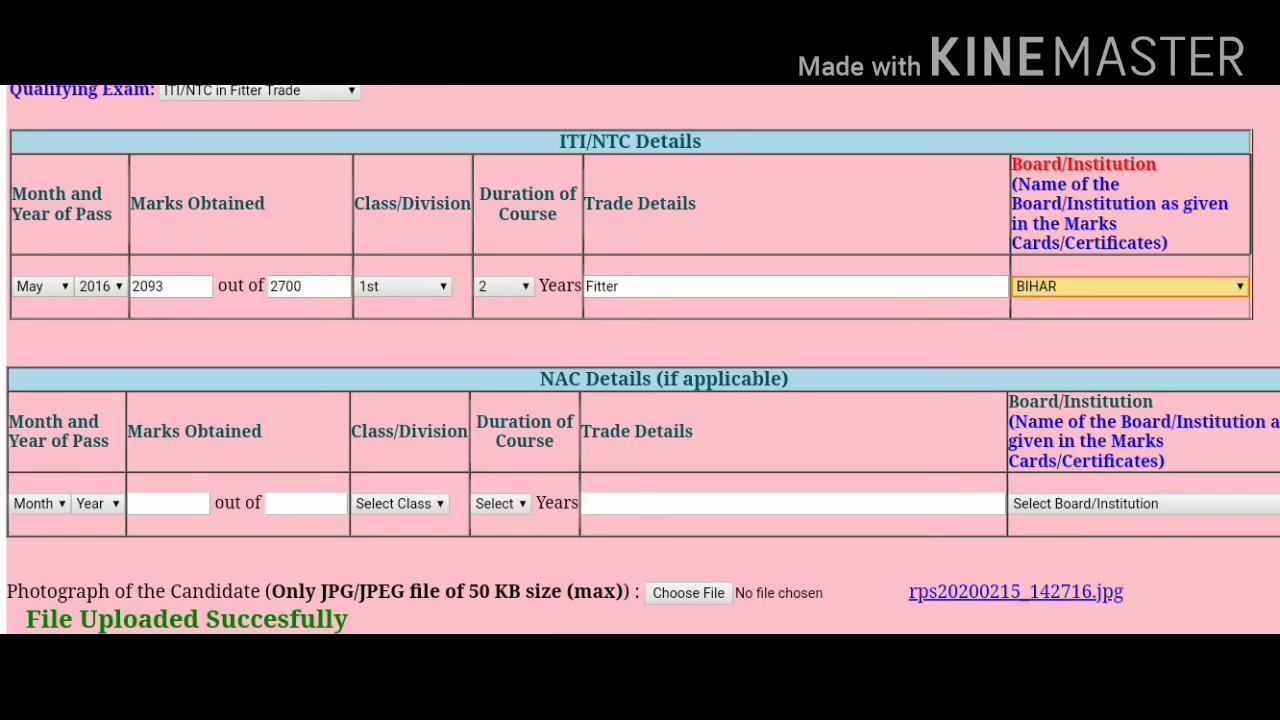 Made with KINEMASTER
Qualifying Exam: ITI/NTC in Fitter Trade
ITI/NTC Details
Month and
Year of Pass
Marks Obtained
Class/Division
Duration of
Course
Trade Details
Board/Institution
(Name of the
Board/Institution as given
in the Marks
Cards/Certificates)
May 2016 2093 out of 2700 1st 2 Years Fitter BIHAR
NAC Details (if applicable)
Month and
Year of Pass
Marks Obtained
Class/Division
Duration of
Course
Trade Details
Board/Institution
(Name of the Board/Institution a
given in the Marks
Cards/Certificates)
Month Year out of Select Class Select Years Select Board/Institution
Photograph of the Candidate (Only JPG/JPEG file of 50 KB size (max)) : Choose File No file chosen rps20200215_142716.jpg
File Uploaded Succesfully